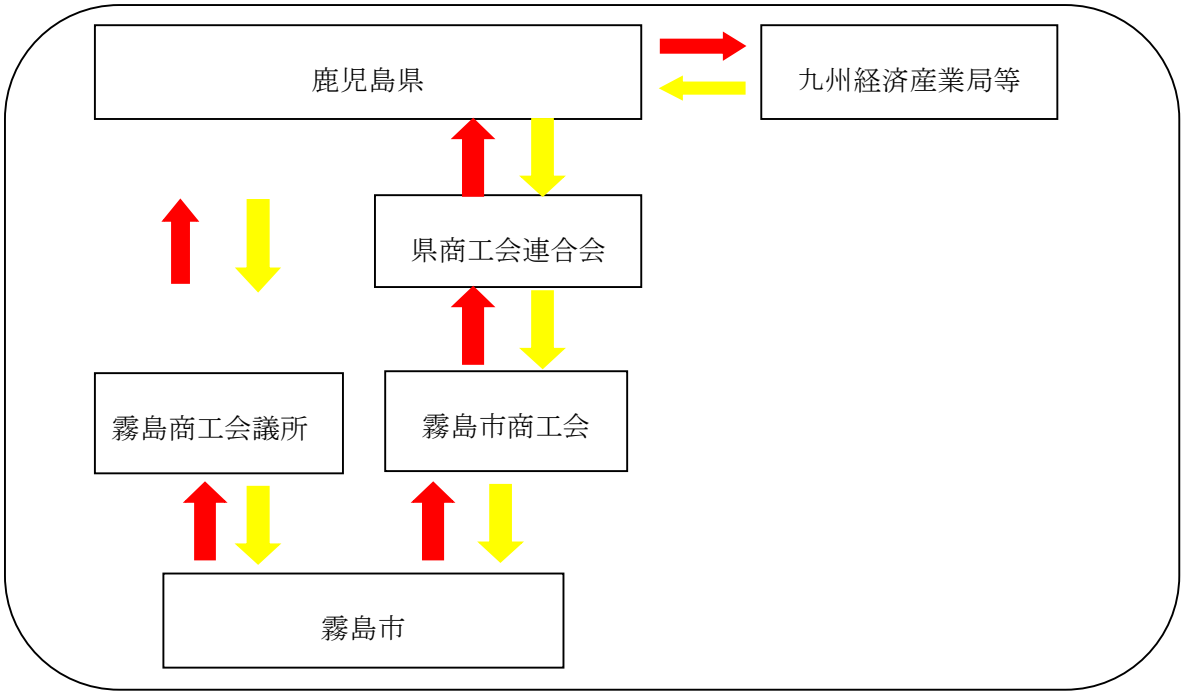 鹿児島県
九州経済産業局等
県商工会連合会
霧島商工会議所
霧島市商工会
霧島市